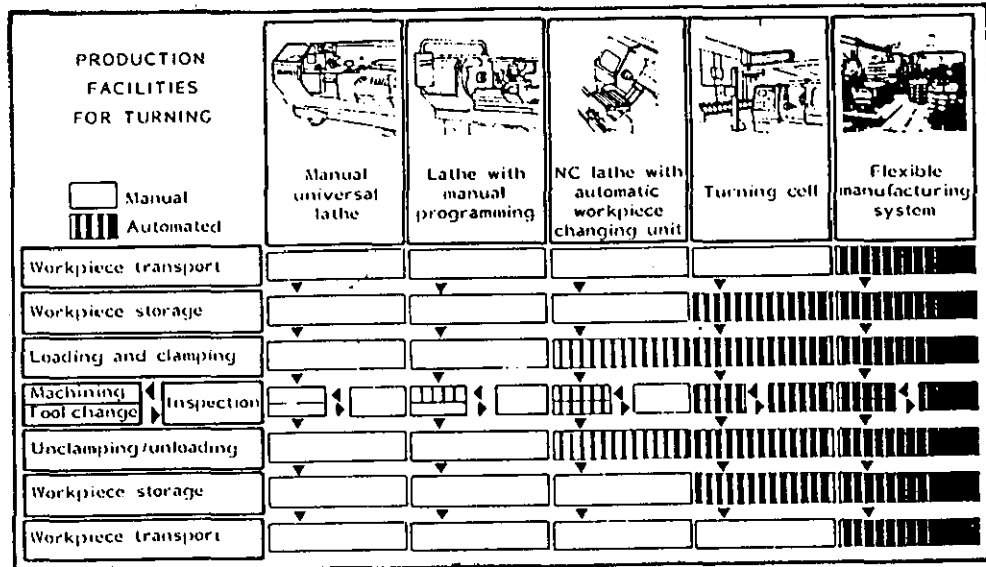 PRODUCTION
FACILITIES
FOR TURNING
Manual
Automated
Manual
universal
lathe
Lathe with
manual
programming
NC lathe with
automatic
workpiece
changing unit
Turning cell
Flexible
manufacturing
system
Workpiece transport
Workpiece storage
Loading and clamping
Machining
Tool change
Inspection
Unclamping/unloading
Workpiece storage
Workpiece transport